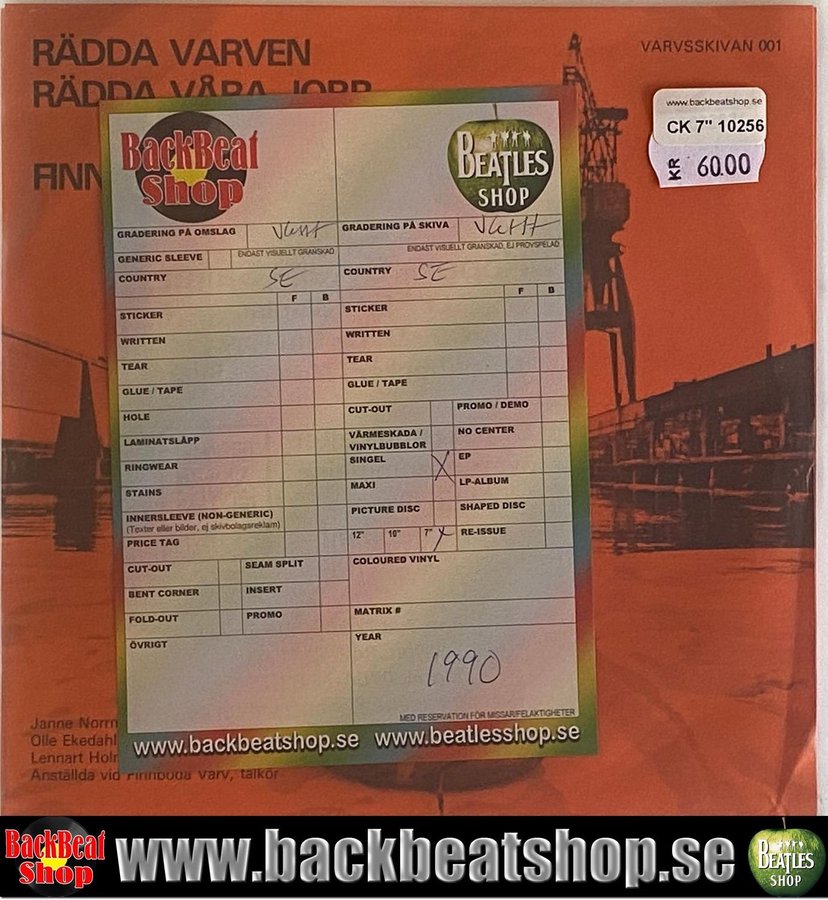 RÄDDA VARVEN
RÄDDA VÅRA JOBB
VARVSSKIVAN 001
FINN
www.backbeatshop.se
CK 7" 10256
KR 60.00
BackBeat
Shop
BEATLES
SHOP
GRADERING PÅ OMSLAG
GRADERING PÅ SKIVA
GENERIC SLEEVE
ENDAST VISUELLT GRANSKAD
ENDAST VISUELLT GRANSKAD, EJ PROVSPELAD
COUNTRY SE
COUNTRY SE
F B
F B
STICKER
STICKER
WRITTEN
WRITTEN
TEAR
TEAR
GLUE / TAPE
GLUE / TAPE
HOLE
CUT-OUT
PROMO / DEMO
LAMINATSLÄPP
VÄRMESKADA /
VINYLBUBBLOR
NO CENTER
RINGWEAR
SINGEL X
EP
STAINS
MAXI
LP-ALBUM
INNERSLEEVE (NON-GENERIC)
(Texter eller bilder, ej skivbolagsreklam)
PICTURE DISC
SHAPED DISC
PRICE TAG
12" 10" 7" X
RE-ISSUE
CUT-OUT
SEAM SPLIT
COLOURED VINYL
BENT CORNER
INSERT
FOLD-OUT
PROMO
MATRIX #
ÖVRIGT
YEAR
1990
MED RESERVATION FÖR MISSAR/FELAKTIGHETER
www.backbeatshop.se www.beatlesshop.se
Janne
Olle Ekedahl
Lennart
Anställda vid Finnboda Varv, talkör
BackBeat
Shop
www.backbeatshop.se
BEATLES
SHOP